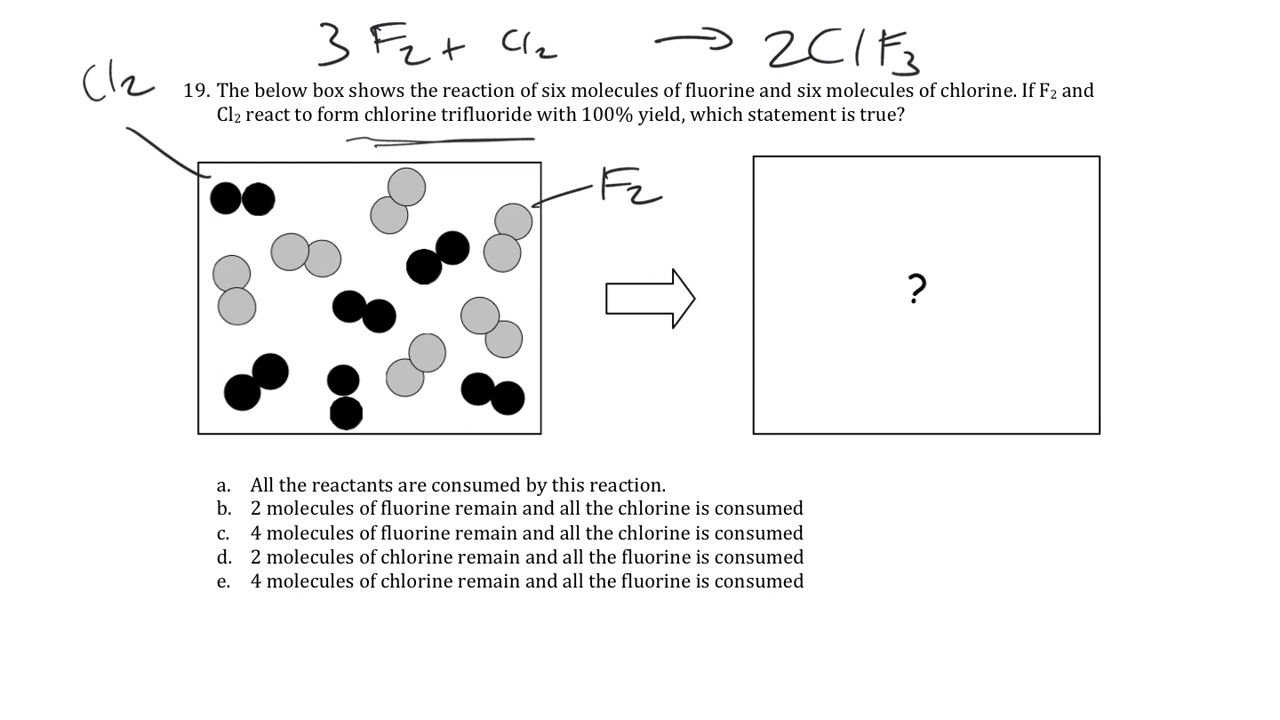 3 F₂ + Cl₂ → 2ClF₃
Cl₂
19. The below box shows the reaction of six molecules of fluorine and six molecules of chlorine. If F₂ and
Cl₂ react to form chlorine trifluoride with 100% yield, which statement is true?
F₂
?
a. All the reactants are consumed by this reaction.
b. 2 molecules of fluorine remain and all the chlorine is consumed
c. 4 molecules of fluorine remain and all the chlorine is consumed
d. 2 molecules of chlorine remain and all the fluorine is consumed
e. 4 molecules of chlorine remain and all the fluorine is consumed